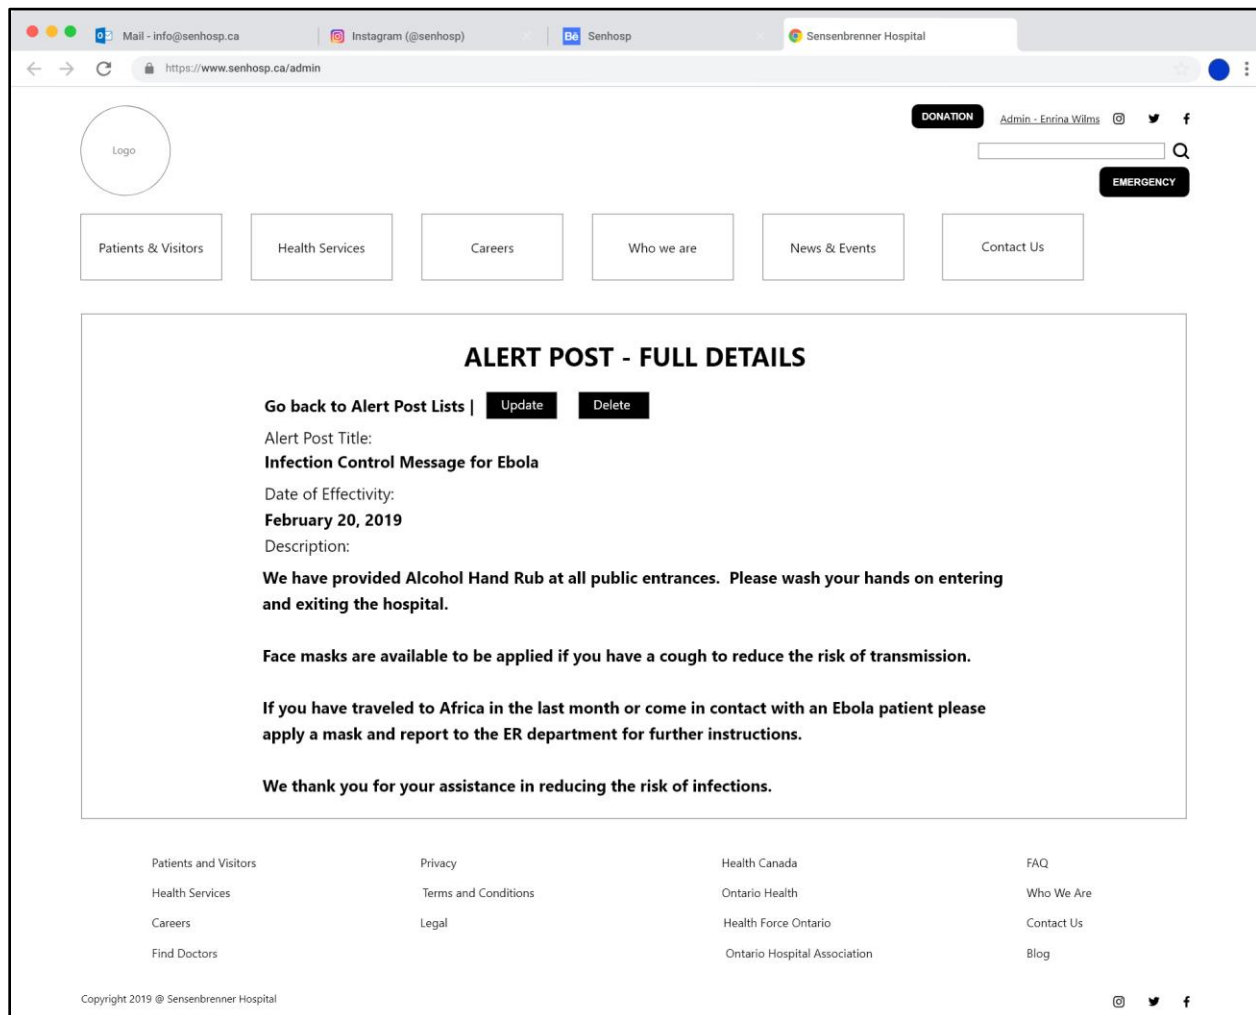 Mail - info@senhosp.ca
Instagram (@senhosp)
Bē Senhosp
Sensenbrenner Hospital
https://www.senhosp.ca/admin
Logo
DONATION
Admin - Enrina Wilms
EMERGENCY
Patients & Visitors
Health Services
Careers
Who we are
News & Events
Contact Us
ALERT POST - FULL DETAILS
Go back to Alert Post Lists | Update Delete
Alert Post Title:
Infection Control Message for Ebola
Date of Effectivity:
February 20, 2019
Description:
We have provided Alcohol Hand Rub at all public entrances.  Please wash your hands on entering
and exiting the hospital.
Face masks are available to be applied if you have a cough to reduce the risk of transmission.
If you have traveled to Africa in the last month or come in contact with an Ebola patient please
apply a mask and report to the ER department for further instructions.
We thank you for your assistance in reducing the risk of infections.
Patients and Visitors
Health Services
Careers
Find Doctors
Privacy
Terms and Conditions
Legal
Health Canada
Ontario Health
Health Force Ontario
Ontario Hospital Association
FAQ
Who We Are
Contact Us
Blog
Copyright 2019 @ Sensenbrenner Hospital